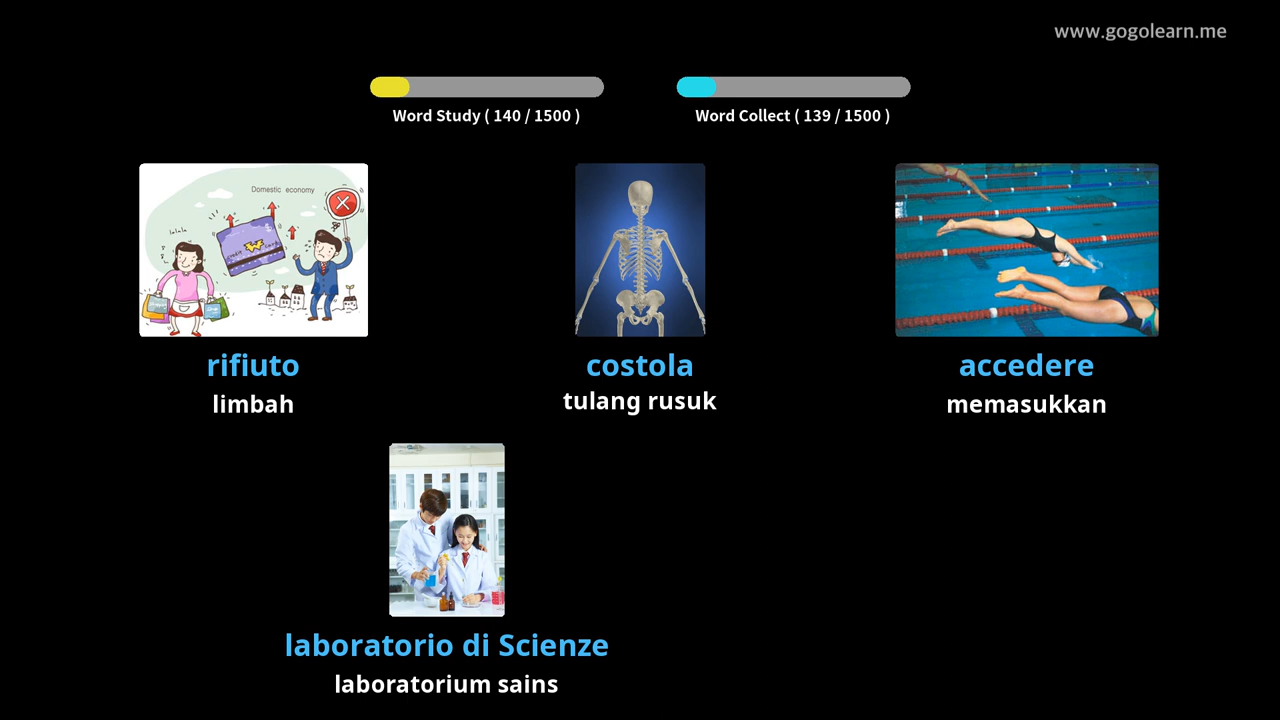 www.gogolearn.me
Word Study ( 140 / 1500 )
Word Collect ( 139 / 1500 )
Domestic economy
lalala
rifiuto
costola
accedere
limbah
tulang rusuk
memasukkan
laboratorio di Scienze
laboratorium sains